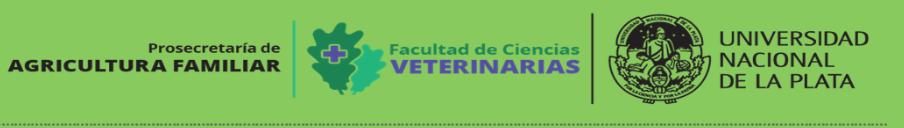 Prosecretaría de
AGRICULTURA FAMILIAR
Facultad de Ciencias
VETERINARIAS
UNIVERSIDAD
NACIONAL
DE LA PLATA